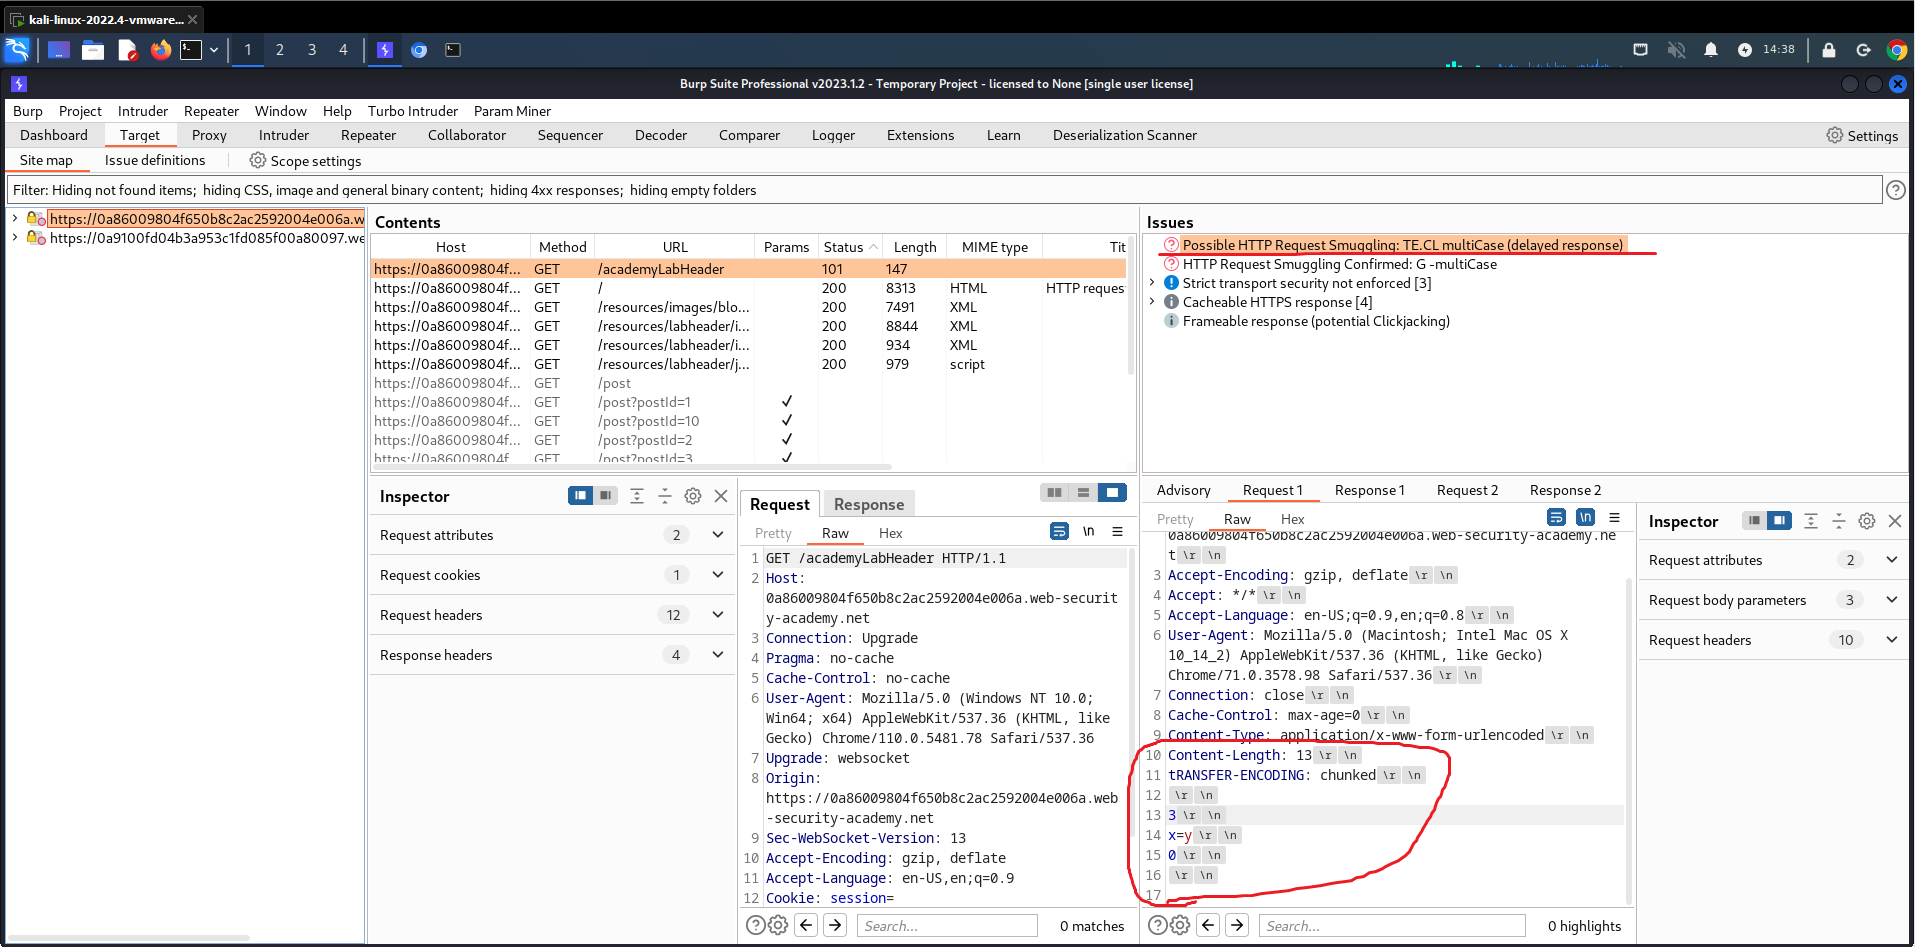 kali-linux-2022.4-vmware...
1 2 3 4 14:38
Burp Suite Professional v2023.1.2 - Temporary Project - licensed to None [single user license]
Burp Project Intruder Repeater Window Help Turbo Intruder Param Miner
Dashboard Target Proxy Intruder Repeater Collaborator Sequencer Decoder Comparer Logger Extensions Learn Deserialization Scanner Settings
Site map Issue definitions Scope settings
Filter: Hiding not found items; hiding CSS, image and general binary content; hiding 4xx responses; hiding empty folders
https://0a86009804f650b8c2ac2592004e006a.w
https://0a9100fd04b3a953c1fd085f00a80097.we
Contents
Host Method URL Params Status Length MIME type Tit
https://0a86009804f... GET /academyLabHeader 101 147
https://0a86009804f... GET / 200 8313 HTML HTTP reques
https://0a86009804f... GET /resources/images/blo... 200 7491 XML
https://0a86009804f... GET /resources/labheader/i... 200 8844 XML
https://0a86009804f... GET /resources/labheader/i... 200 934 XML
https://0a86009804f... GET /resources/labheader/j... 200 979 script
https://0a86009804f... GET /post
https://0a86009804f... GET /post?postId=1 ✓
https://0a86009804f... GET /post?postId=10 ✓
https://0a86009804f... GET /post?postId=2 ✓
https://0a86009804f... GET /post?postId=3 ✓
Issues
Possible HTTP Request Smuggling: TE.CL multiCase (delayed response)
HTTP Request Smuggling Confirmed: G -multiCase
Strict transport security not enforced [3]
Cacheable HTTPS response [4]
Frameable response (potential Clickjacking)
Inspector
Request attributes 2
Request cookies 1
Request headers 12
Response headers 4
Request Response
Pretty Raw Hex \n
1 GET /academyLabHeader HTTP/1.1
2 Host:
0a86009804f650b8c2ac2592004e006a.web-securit
y-academy.net
3 Connection: Upgrade
4 Pragma: no-cache
5 Cache-Control: no-cache
6 User-Agent: Mozilla/5.0 (Windows NT 10.0;
Win64; x64) AppleWebKit/537.36 (KHTML, like
Gecko) Chrome/110.0.5481.78 Safari/537.36
7 Upgrade: websocket
8 Origin:
https://0a86009804f650b8c2ac2592004e006a.web
-security-academy.net
9 Sec-WebSocket-Version: 13
10 Accept-Encoding: gzip, deflate
11 Accept-Language: en-US,en;q=0.9
12 Cookie: session=
Search... 0 matches
Advisory Request 1 Response 1 Request 2 Response 2
Pretty Raw Hex \n
0a86009804f650b8c2ac2592004e006a.web-security-academy.ne
t \r \n
3 Accept-Encoding: gzip, deflate \r \n
4 Accept: */* \r \n
5 Accept-Language: en-US;q=0.9,en;q=0.8 \r \n
6 User-Agent: Mozilla/5.0 (Macintosh; Intel Mac OS X
10_14_2) AppleWebKit/537.36 (KHTML, like Gecko)
Chrome/71.0.3578.98 Safari/537.36 \r \n
7 Connection: close \r \n
8 Cache-Control: max-age=0 \r \n
9 Content-Type: application/x-www-form-urlencoded \r \n
10 Content-Length: 13 \r \n
11 tRANSFER-ENCODING: chunked \r \n
12 \r \n
13 3 \r \n
14 x=y \r \n
15 0 \r \n
16 \r \n
17
Search... 0 highlights
Inspector
Request attributes 2
Request body parameters 3
Request headers 10